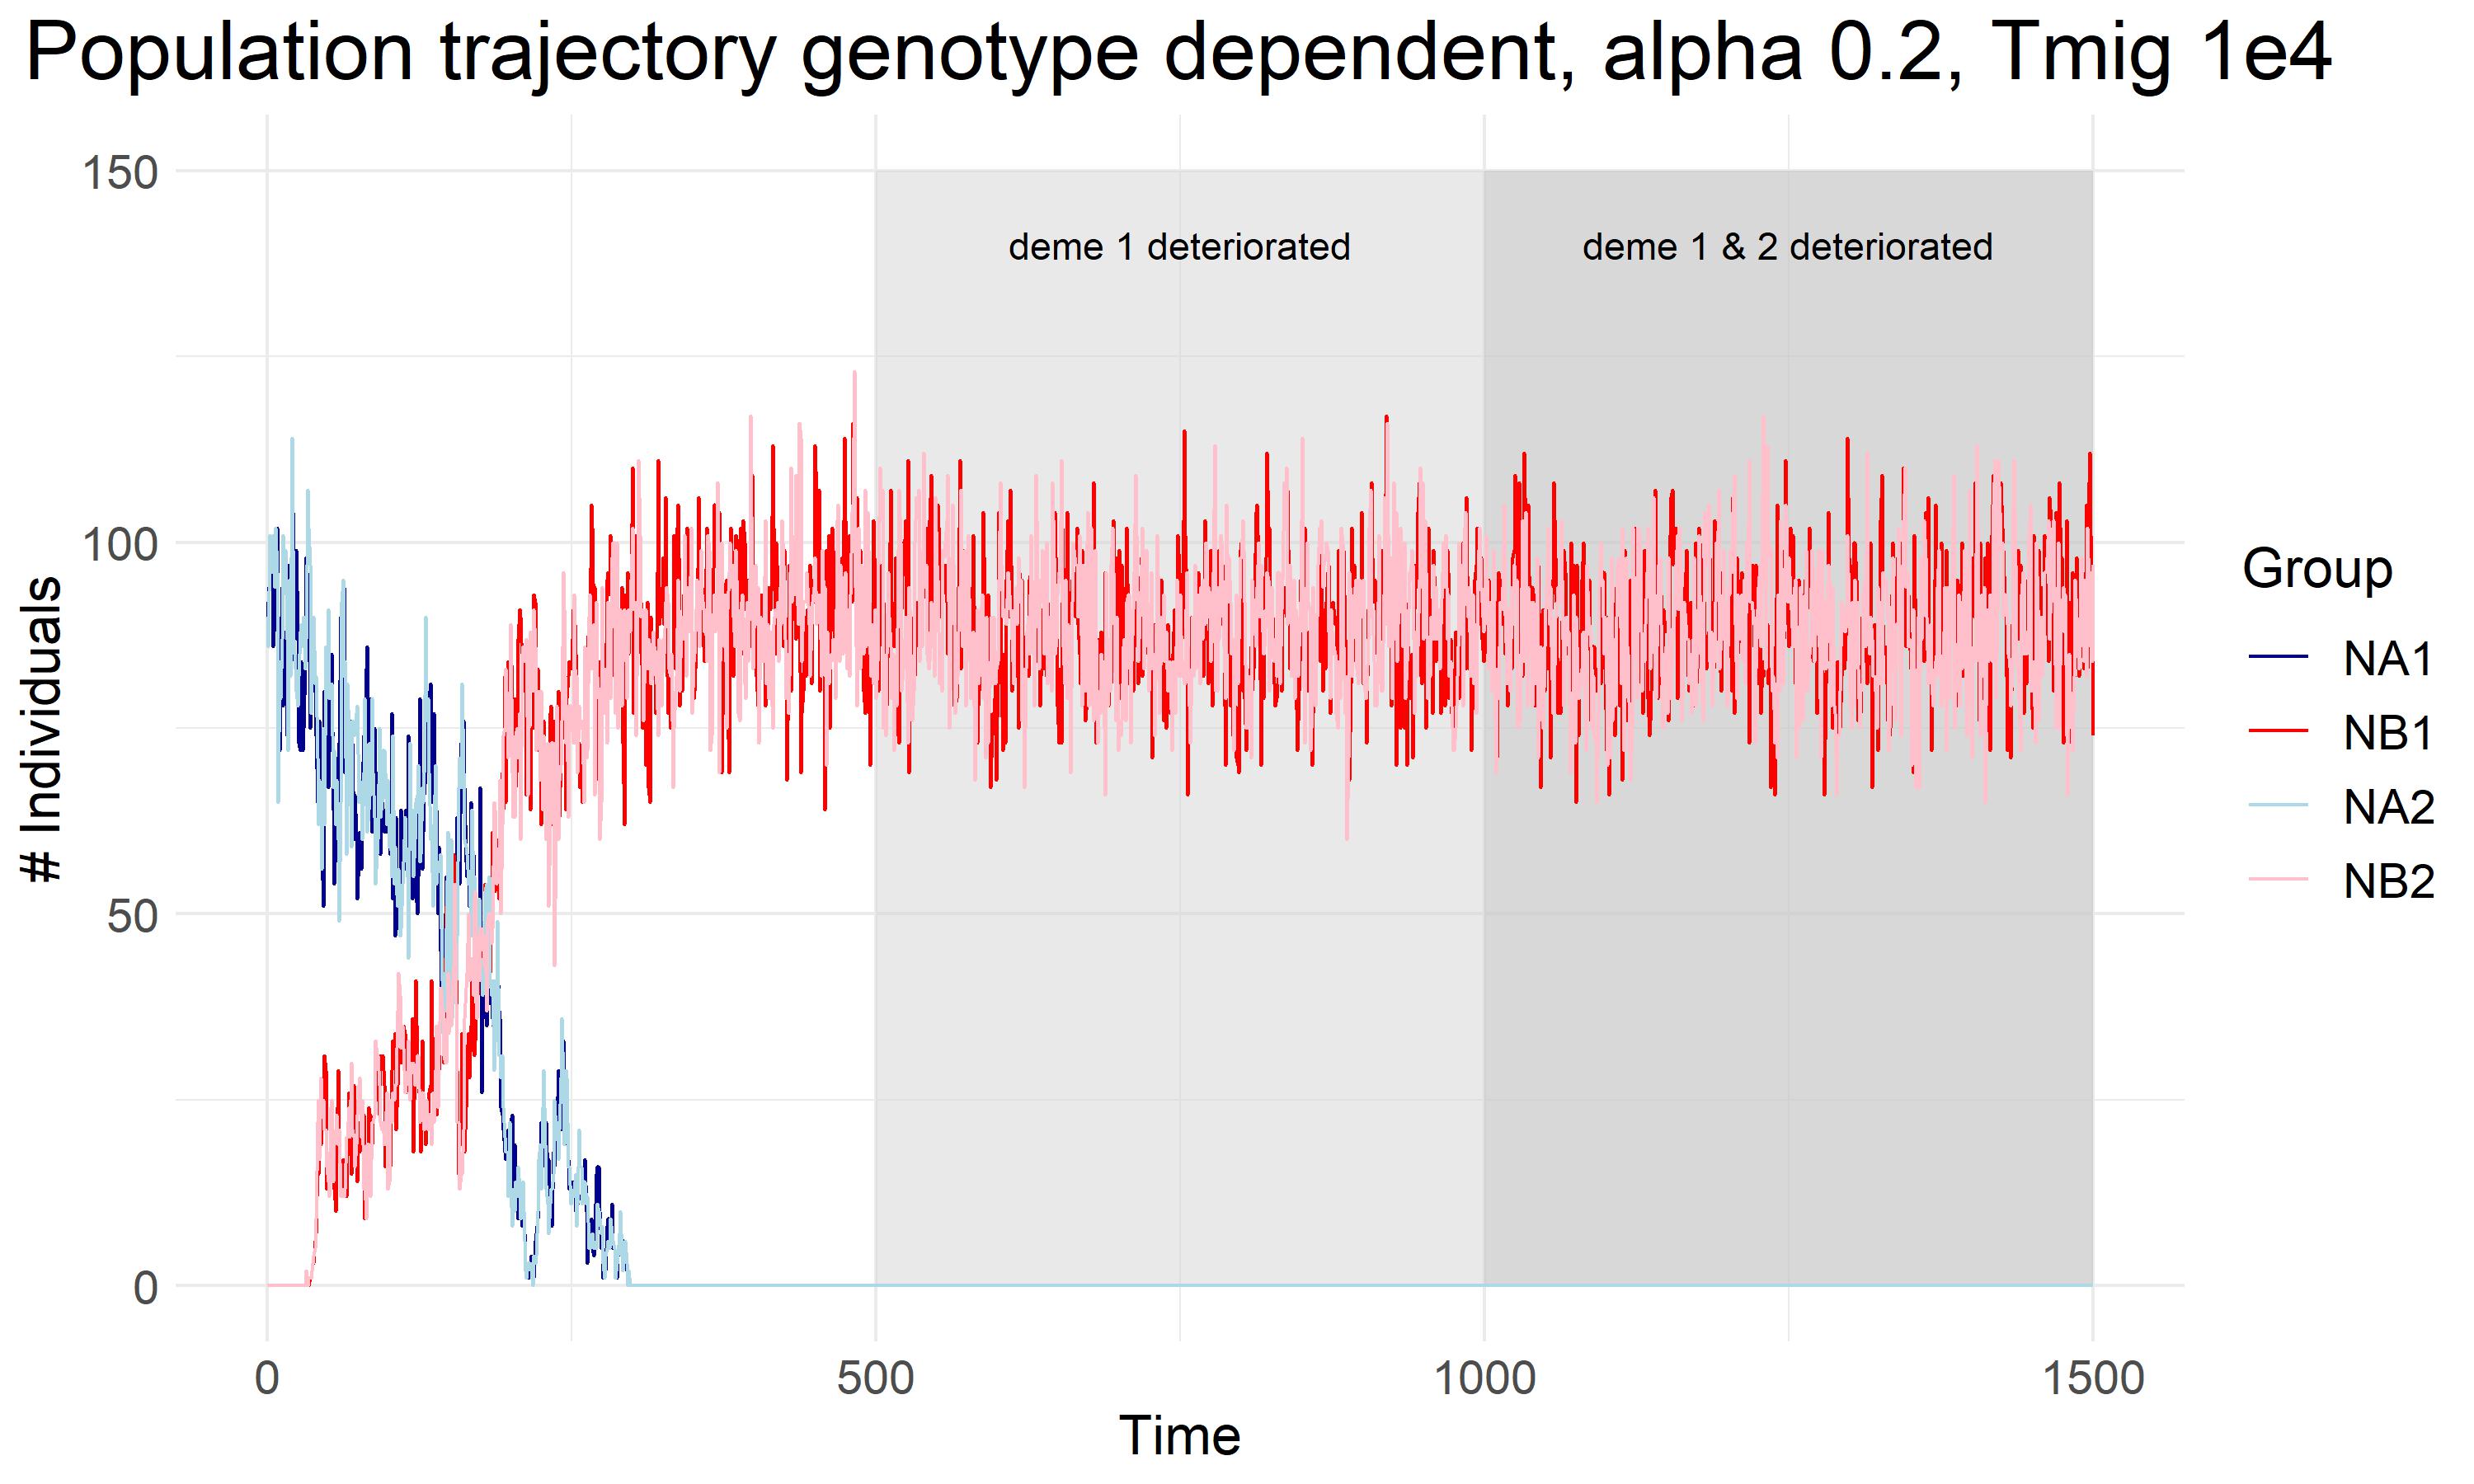 Population trajectory genotype dependent, alpha 0.2, Tmig 1e4
150
100
50
0
# Individuals
deme 1 deteriorated
deme 1 & 2 deteriorated
0
500
1000
1500
Time
Group
NA1
NB1
NA2
NB2